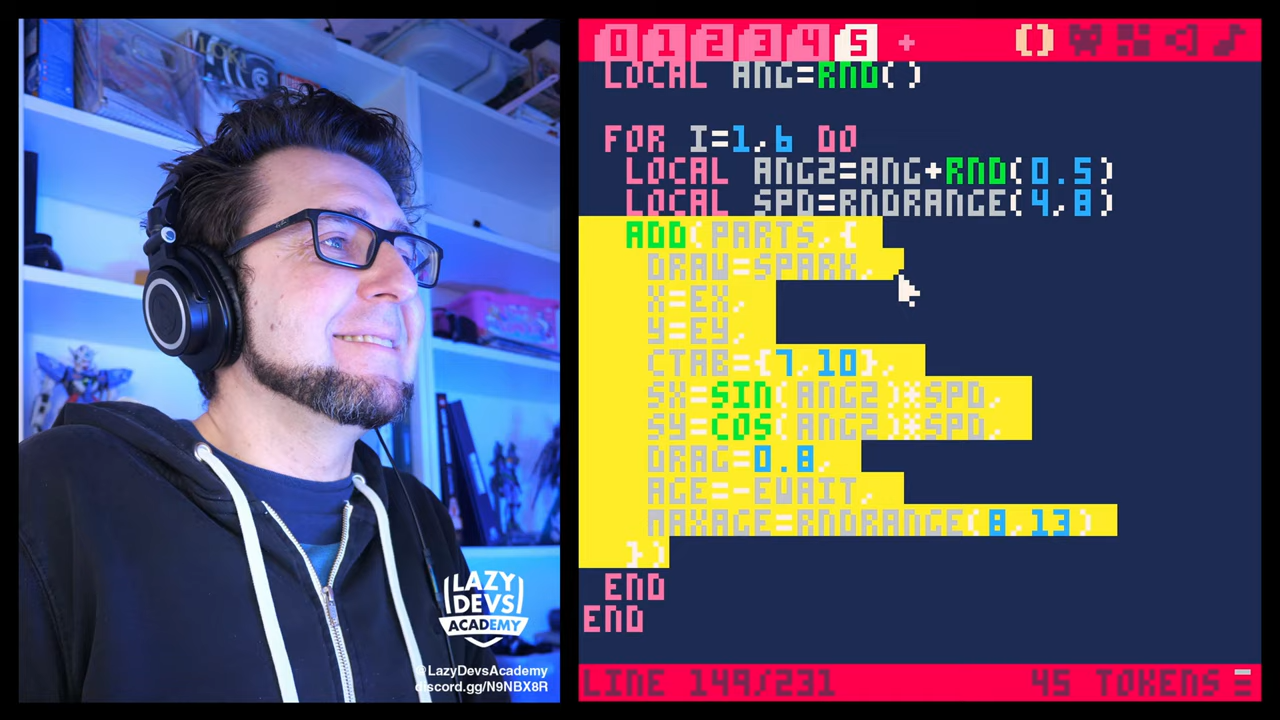 0 1 2 3 4 5 + ()
LOCAL ANG=RND()
FOR I=1,6 DO
LOCAL ANG2=ANG+RND(0.5)
LOCAL SPD=RNDRANGE(4,8)
ADD(PARTS,{
DRAW=SPARK,
X=EX,
Y=EY,
CTAB={7,10},
SX=SIN(ANG2)*SPD,
SY=COS(ANG2)*SPD,
DRAG=0.8,
AGE=-EWAIT,
MAXAGE=RNDRANGE(8,13)
})
END
END
LINE 149/231 45 TOKENS
LAZY
DEVS
ACADEMY
@LazyDevsAcademy
discord.gg/N9NBX8R